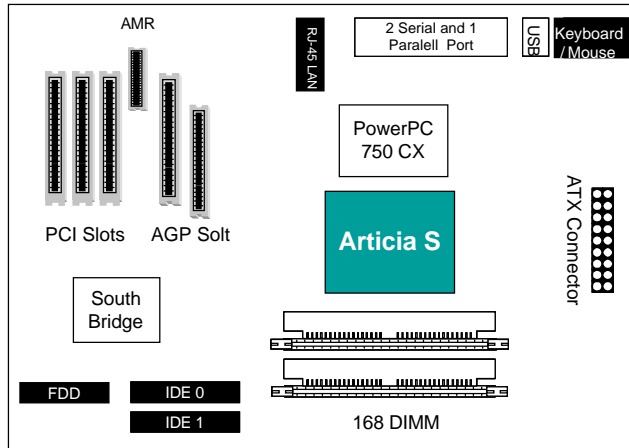 AMR
RJ-45 LAN
2 Serial and 1
Paralell Port
USB
Keyboard
/ Mouse
PowerPC
750 CX
ATX Connector
PCI Slots
AGP Solt
Articia S
South
Bridge
FDD
IDE 0
IDE 1
168 DIMM